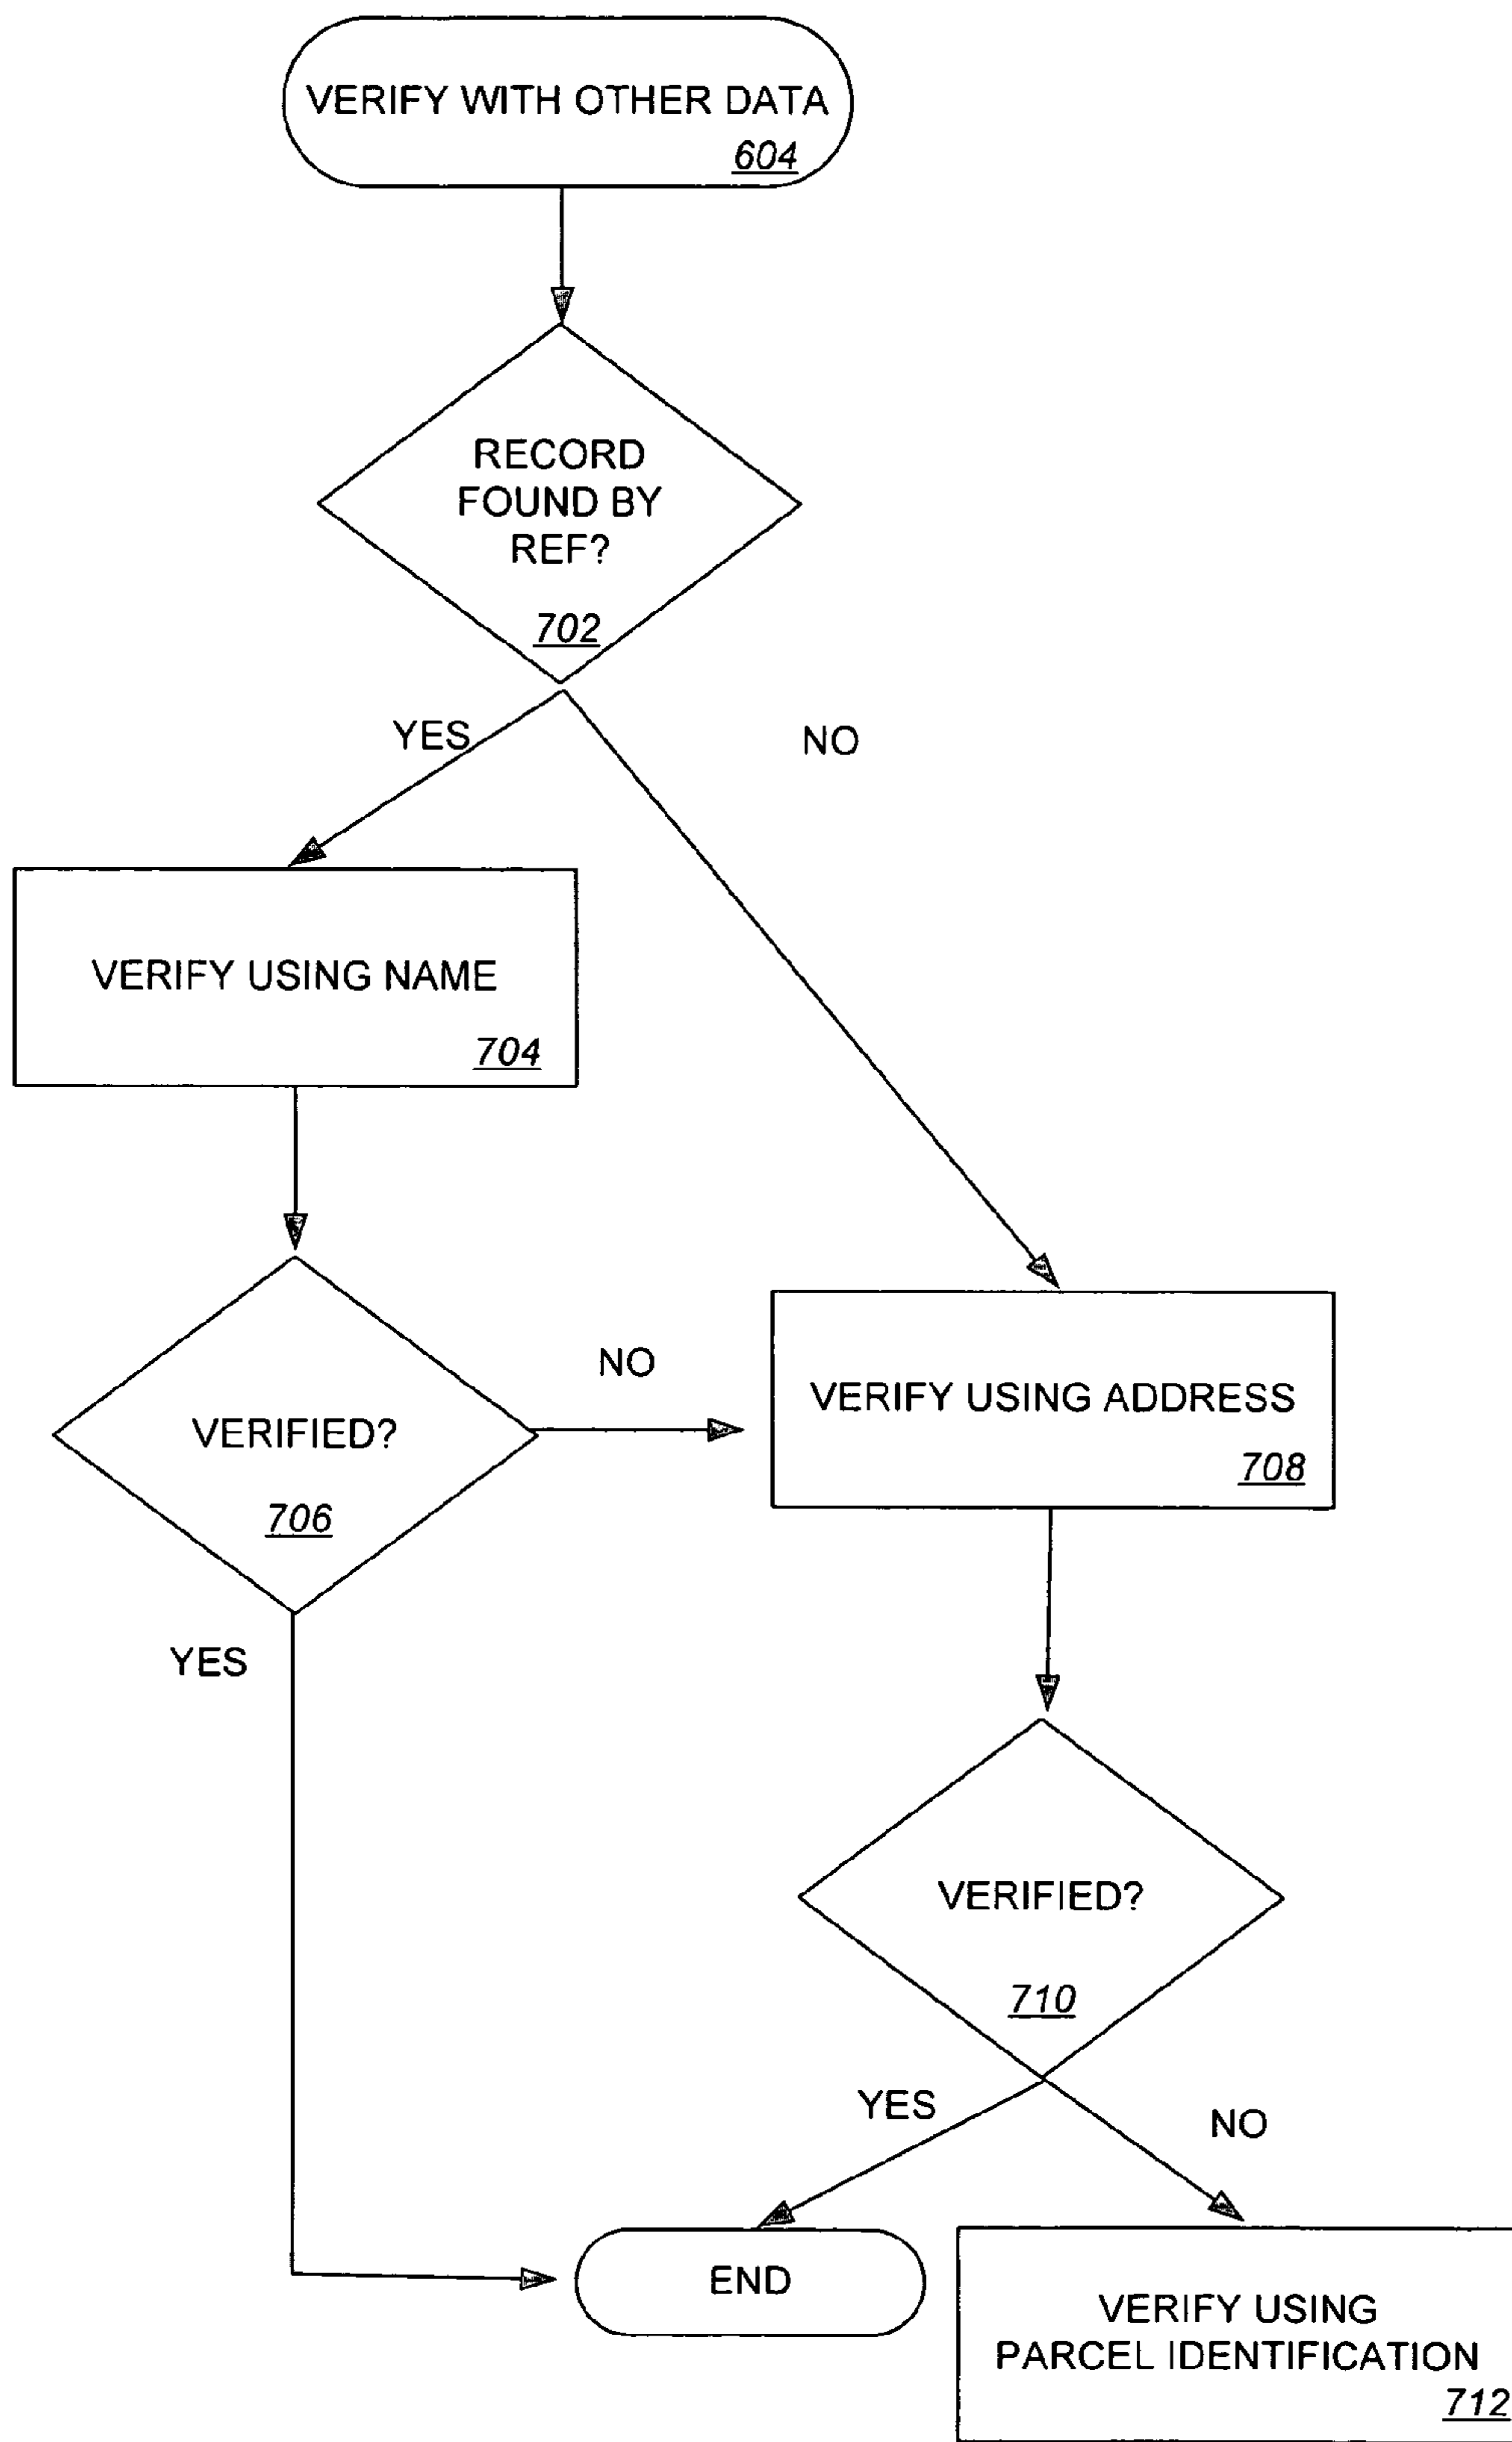 VERIFY WITH OTHER DATA
604
RECORD
FOUND BY
REF?
702
YES
NO
VERIFY USING NAME
704
NO
VERIFY USING ADDRESS
708
VERIFIED?
706
YES
VERIFIED?
710
YES
NO
END
VERIFY USING
PARCEL IDENTIFICATION
712